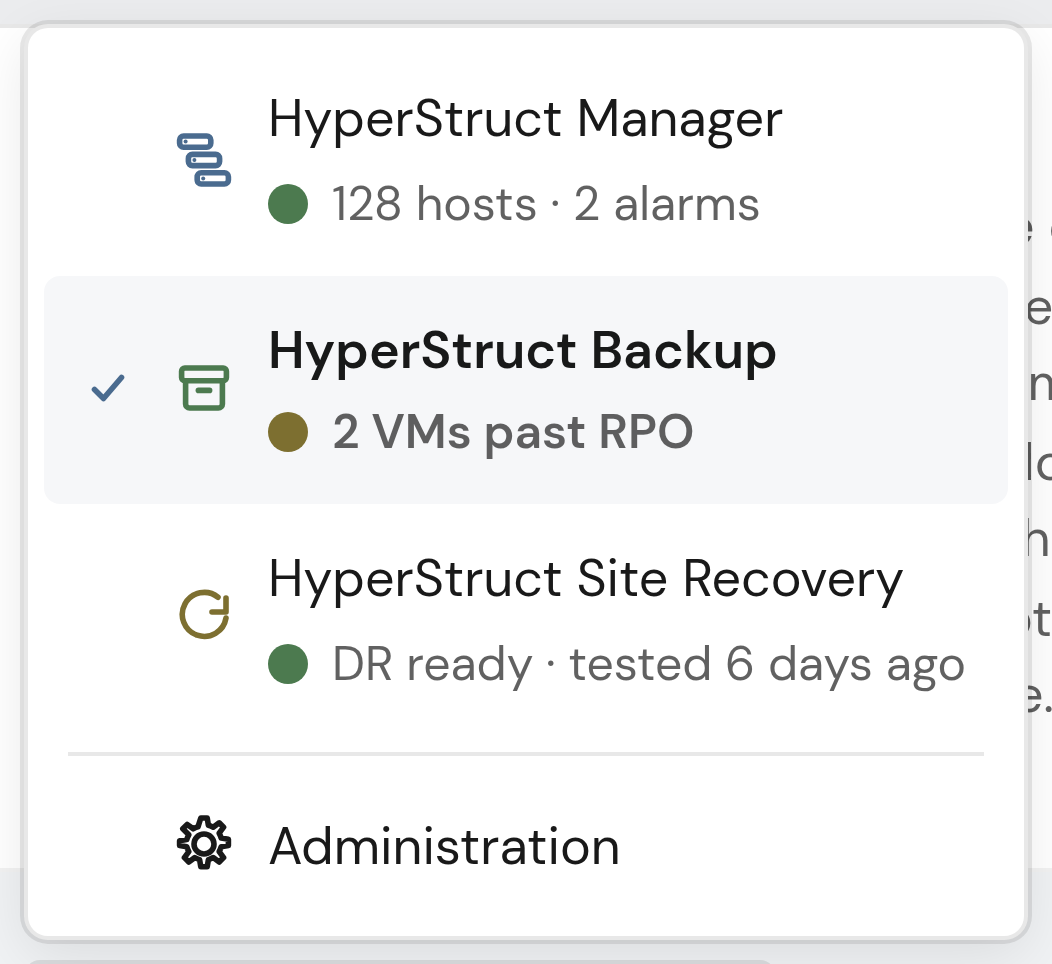 HyperStruct Manager
128 hosts · 2 alarms
HyperStruct Backup
2 VMs past RPO
HyperStruct Site Recovery
DR ready · tested 6 days ago
Administration